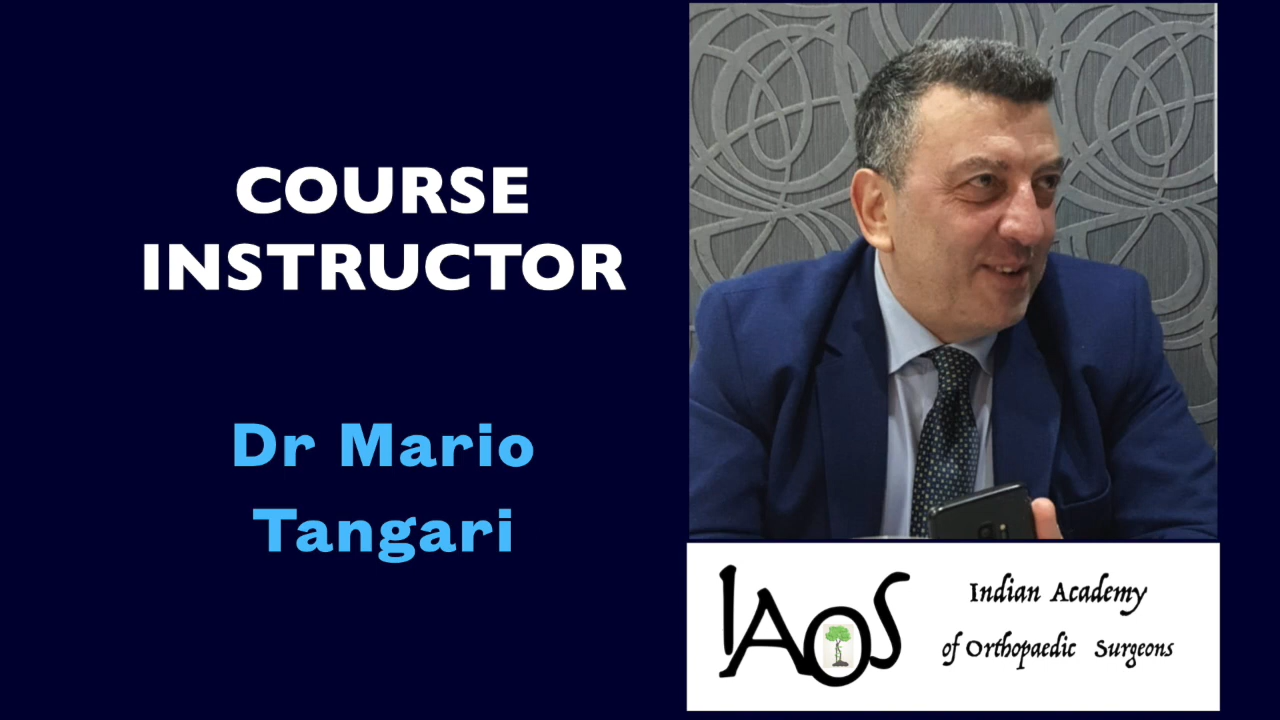 COURSE
INSTRUCTOR
Dr Mario
Tangari
IAOS
Indian Academy
of Orthopaedic Surgeons